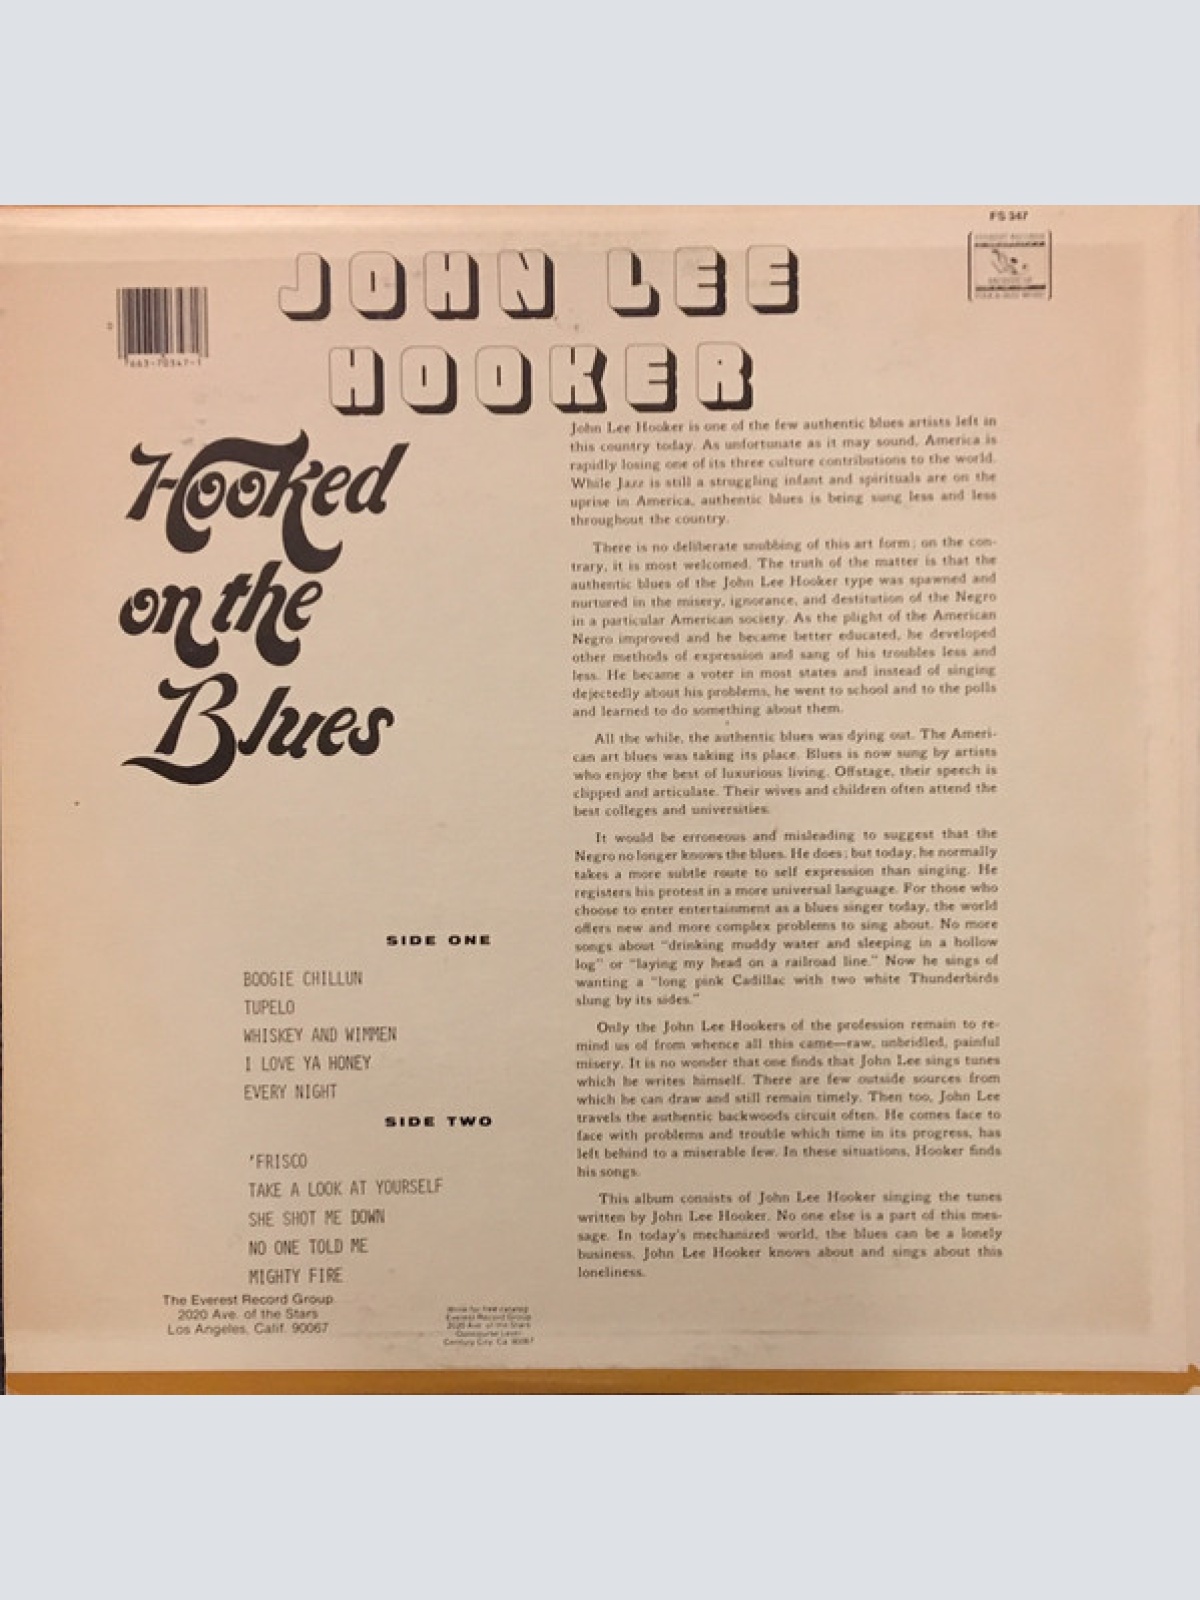 FS 347
JOHN LEE
HOOKER
7663-70347-1
Hooked
on the
Blues
John Lee Hooker is one of the few authentic blues artists left in
this country today. As unfortunate as it may sound, America is
rapidly losing one of its three culture contributions to the world.
While Jazz is still a struggling infant and spirituals are on the
uprise in America, authentic blues is being sung less and less
throughout the country.
There is no deliberate snubbing of this art form; on the con-
trary, it is most welcomed. The truth of the matter is that the
authentic blues of the John Lee Hooker type was spawned and
nurtured in the misery, ignorance, and destitution of the Negro
in a particular American society. As the plight of the American
Negro improved and he became better educated, he developed
other methods of expression and sang of his troubles less and
less. He became a voter in most states and instead of singing
dejectedly about his problems, he went to school and to the polls
and learned to do something about them.
All the while, the authentic blues was dying out. The Ameri-
can art blues was taking its place. Blues is now sung by artists
who enjoy the best of luxurious living. Offstage, their speech is
clipped and articulate. Their wives and children often attend the
best colleges and universities.
It would be erroneous and misleading to suggest that the
Negro no longer knows the blues. He does; but today, he normally
takes a more subtle route to self expression than singing. He
registers his protest in a more universal language. For those who
choose to enter entertainment as a blues singer today, the world
offers new and more complex problems to sing about. No more
songs about "drinking muddy water and sleeping in a hollow
log" or "laying my head on a railroad line." Now he sings of
wanting a "long pink Cadillac with two white Thunderbirds
slung by its sides."
Only the John Lee Hookers of the profession remain to re-
mind us of from whence all this came—raw, unbridled, painful
misery. It is no wonder that one finds that John Lee sings tunes
which he writes himself. There are few outside sources from
which he can draw and still remain timely. Then too, John Lee
travels the authentic backwoods circuit often. He comes face to
face with problems and trouble which time in its progress, has
left behind to a miserable few. In these situations, Hooker finds
his songs.
This album consists of John Lee Hooker singing the tunes
written by John Lee Hooker. No one else is a part of this mes-
sage. In today's mechanized world, the blues can be a lonely
business. John Lee Hooker knows about and sings about this
loneliness.
SIDE ONE
BOOGIE CHILLUN
TUPELO
WHISKEY AND WIMMEN
I LOVE YA HONEY
EVERY NIGHT
SIDE TWO
'FRISCO
TAKE A LOOK AT YOURSELF
SHE SHOT ME DOWN
NO ONE TOLD ME
MIGHTY FIRE
The Everest Record Group
2020 Ave. of the Stars
Los Angeles, Calif. 90067
Write for free catalog
Everest Record Group
2020 Ave. of the Stars
Concourse Level
Century City, Ca. 90067